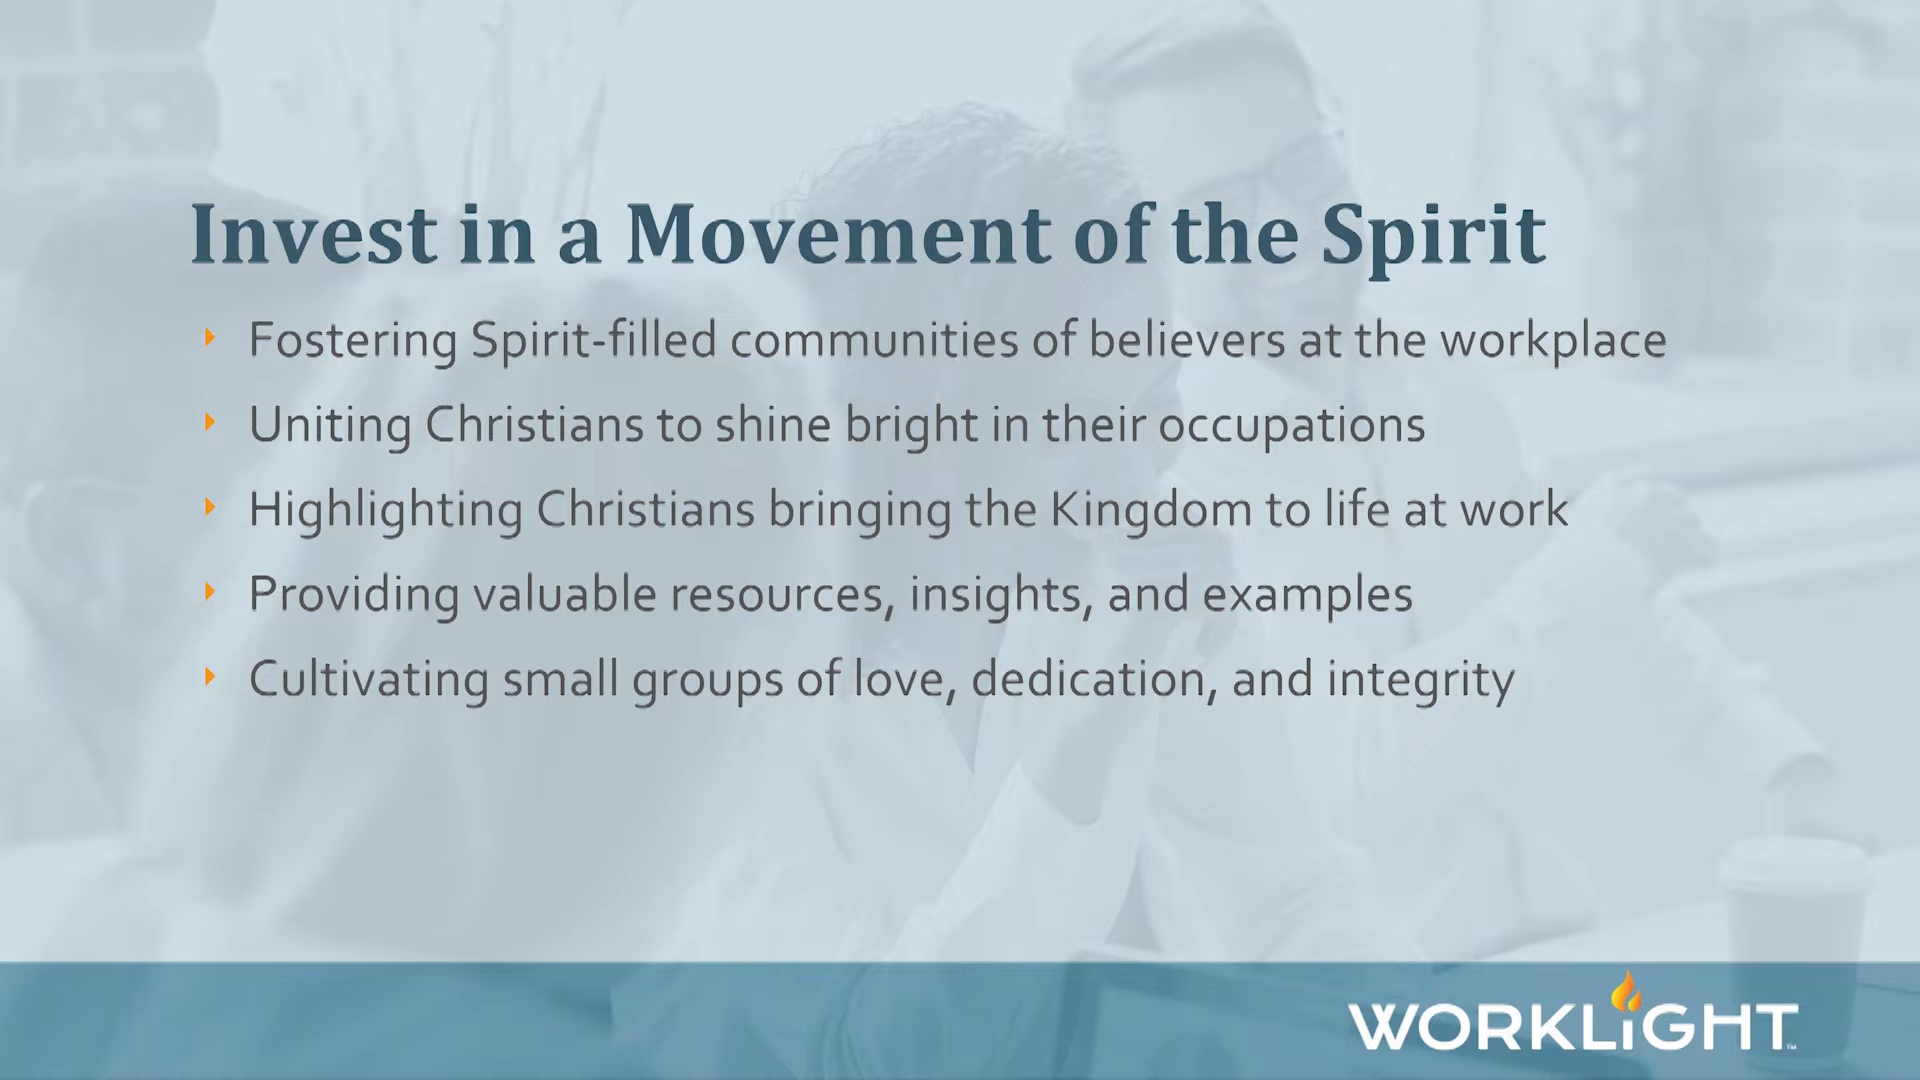 Invest in a Movement of the Spirit
Fostering Spirit-filled communities of believers at the workplace
Uniting Christians to shine bright in their occupations
Highlighting Christians bringing the Kingdom to life at work
Providing valuable resources, insights, and examples
Cultivating small groups of love, dedication, and integrity
WORKLiGHT™